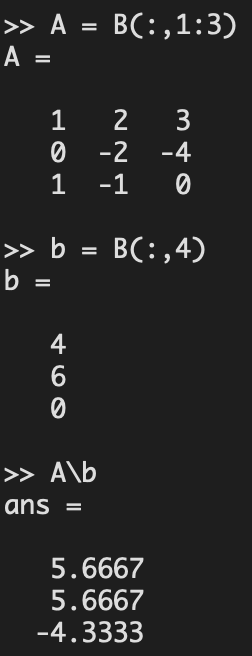 >> A = B(:,1:3)
A =
1 2 3
0 -2 -4
1 -1 0
>> b = B(:,4)
b =
4
6
0
>> A\b
ans =
5.6667
5.6667
-4.3333